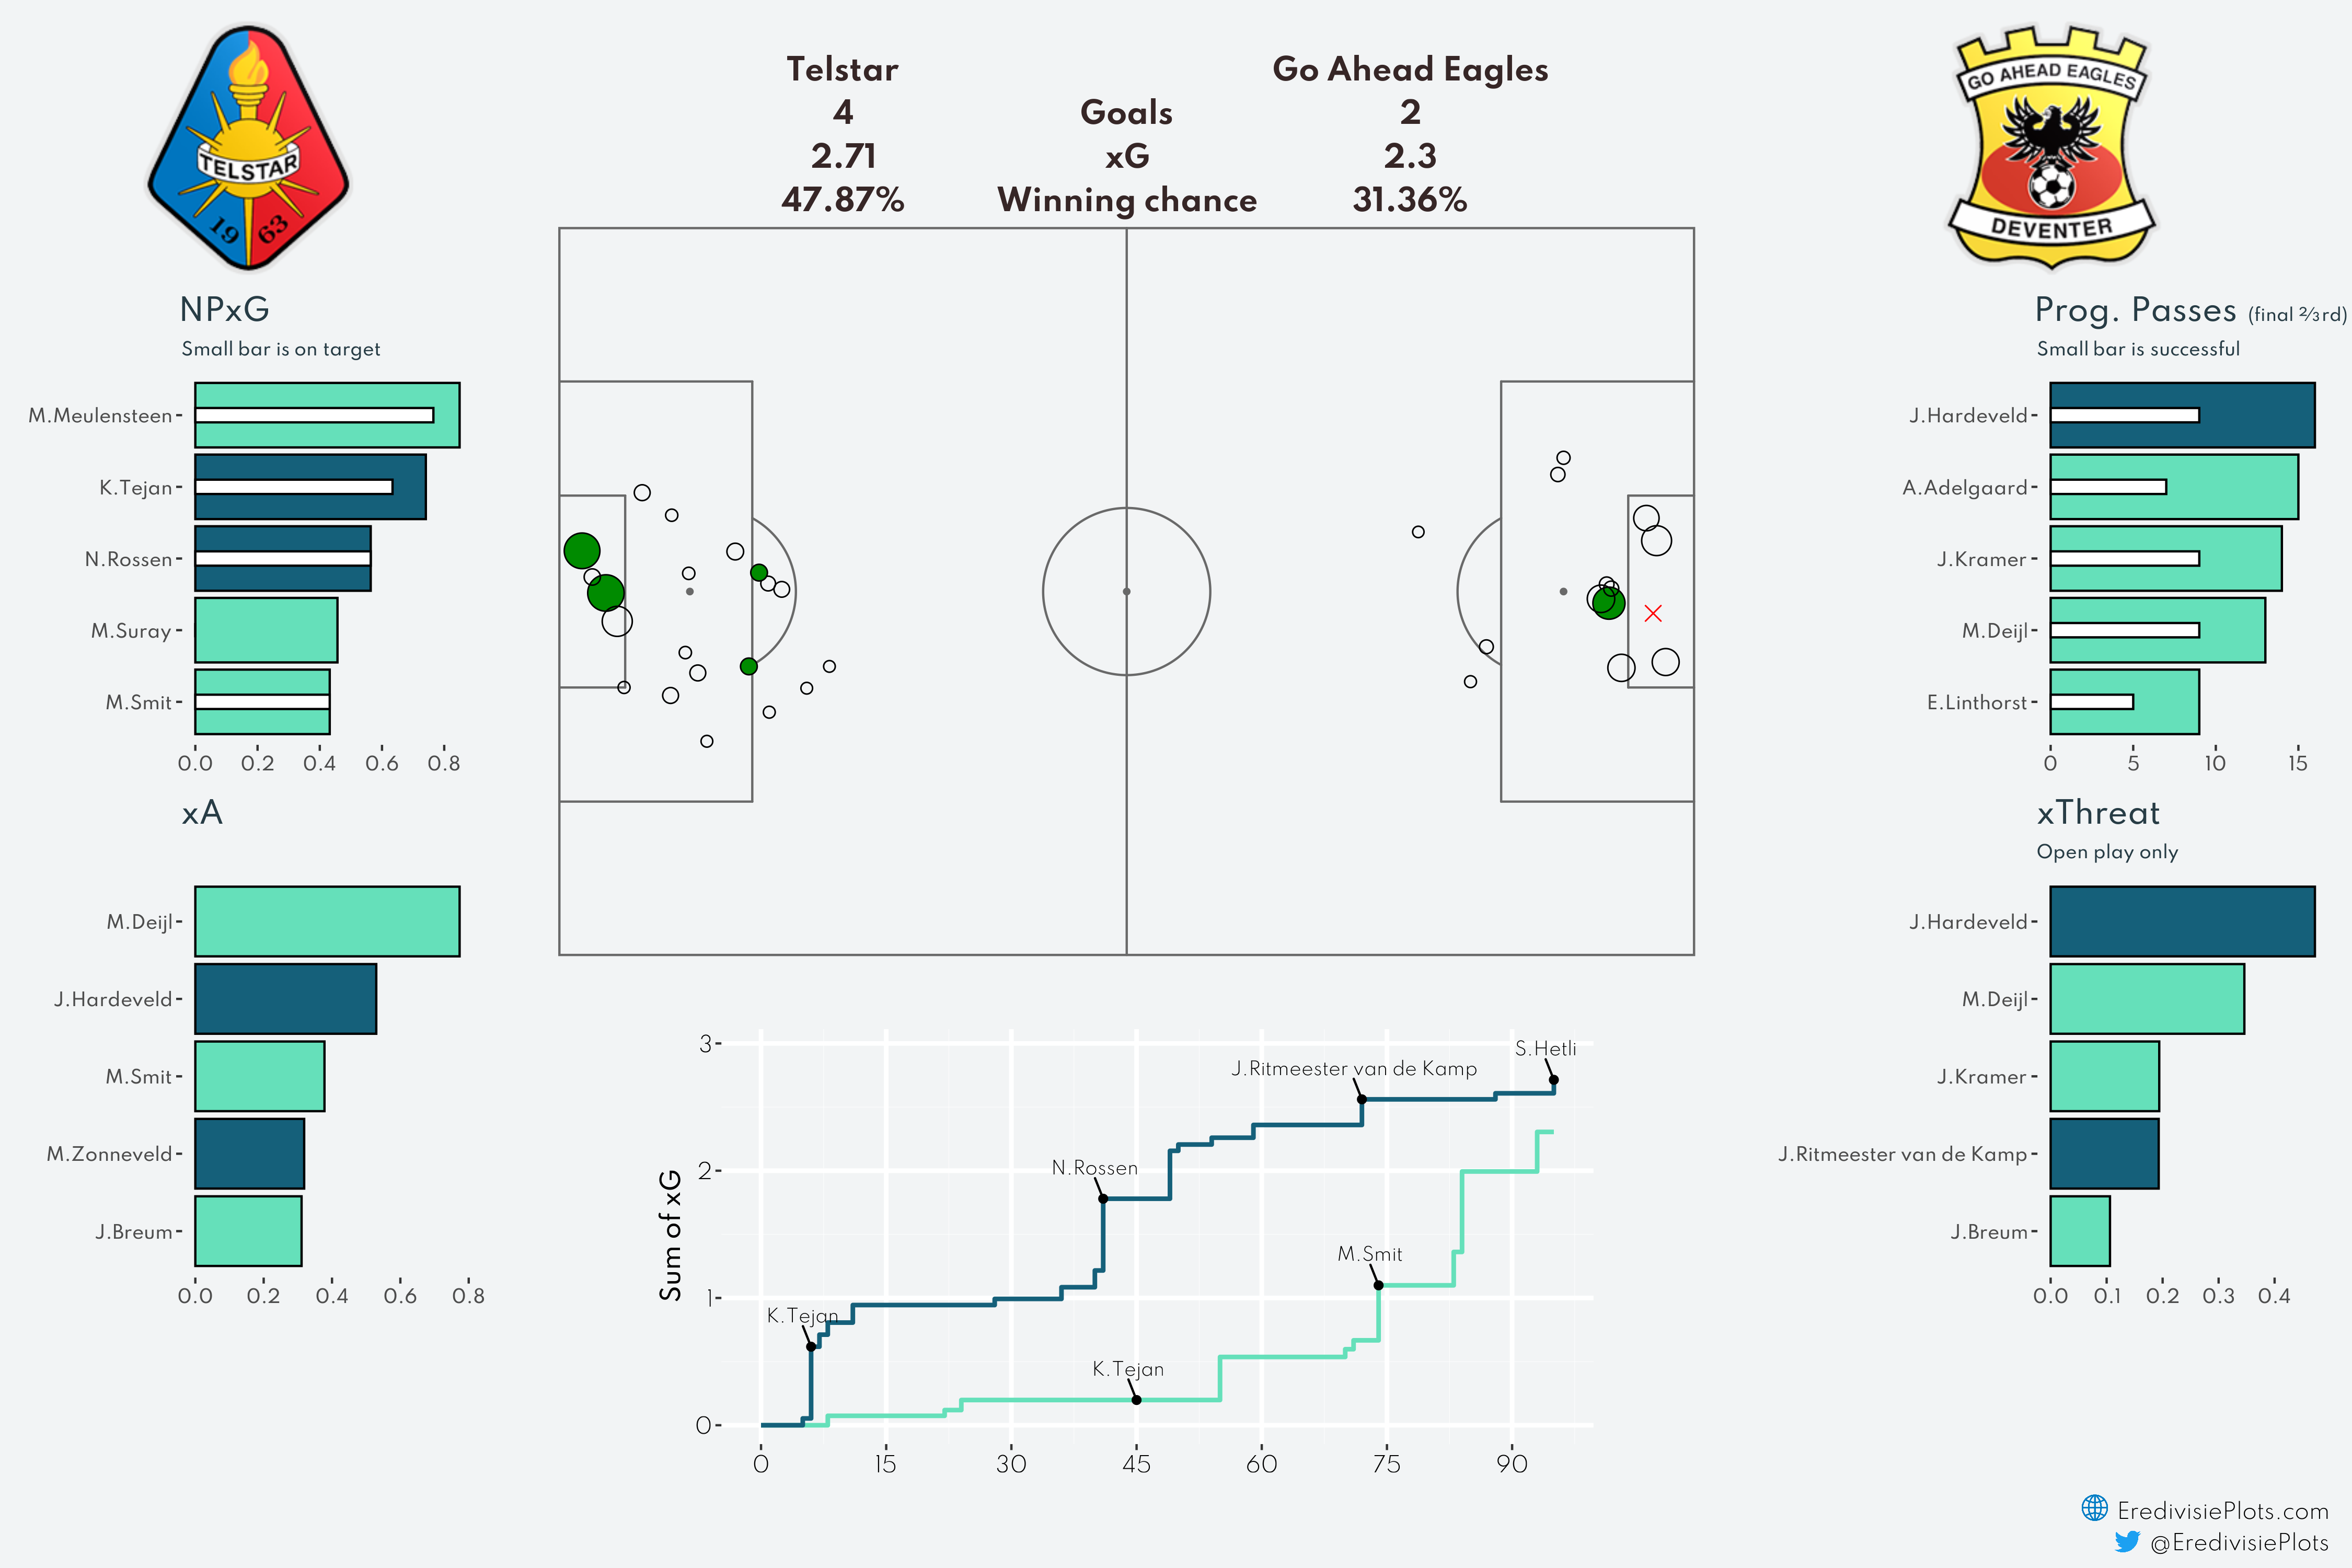 Telstar
Go Ahead Eagles
4
Goals
2
2.71
xG
2.3
47.87%
Winning chance
31.36%
TELSTAR
19
63
GO AHEAD EAGLES
DEVENTER
NPxG
Small bar is on target
M.Meulensteen
K.Tejan
N.Rossen
M.Suray
M.Smit
0.0 0.2 0.4 0.6 0.8
xA
M.Deijl
J.Hardeveld
M.Smit
M.Zonneveld
J.Breum
0.0 0.2 0.4 0.6 0.8
Prog. Passes (final ⅔rd)
Small bar is successful
J.Hardeveld
A.Adelgaard
J.Kramer
M.Deijl
E.Linthorst
0 5 10 15
xThreat
Open play only
J.Hardeveld
M.Deijl
J.Kramer
J.Ritmeester van de Kamp
J.Breum
0.0 0.1 0.2 0.3 0.4
Sum of xG
3
2
1
0
K.Tejan
N.Rossen
K.Tejan
J.Ritmeester van de Kamp
M.Smit
S.Hetli
0 15 30 45 60 75 90
EredivisiePlots.com
@EredivisiePlots